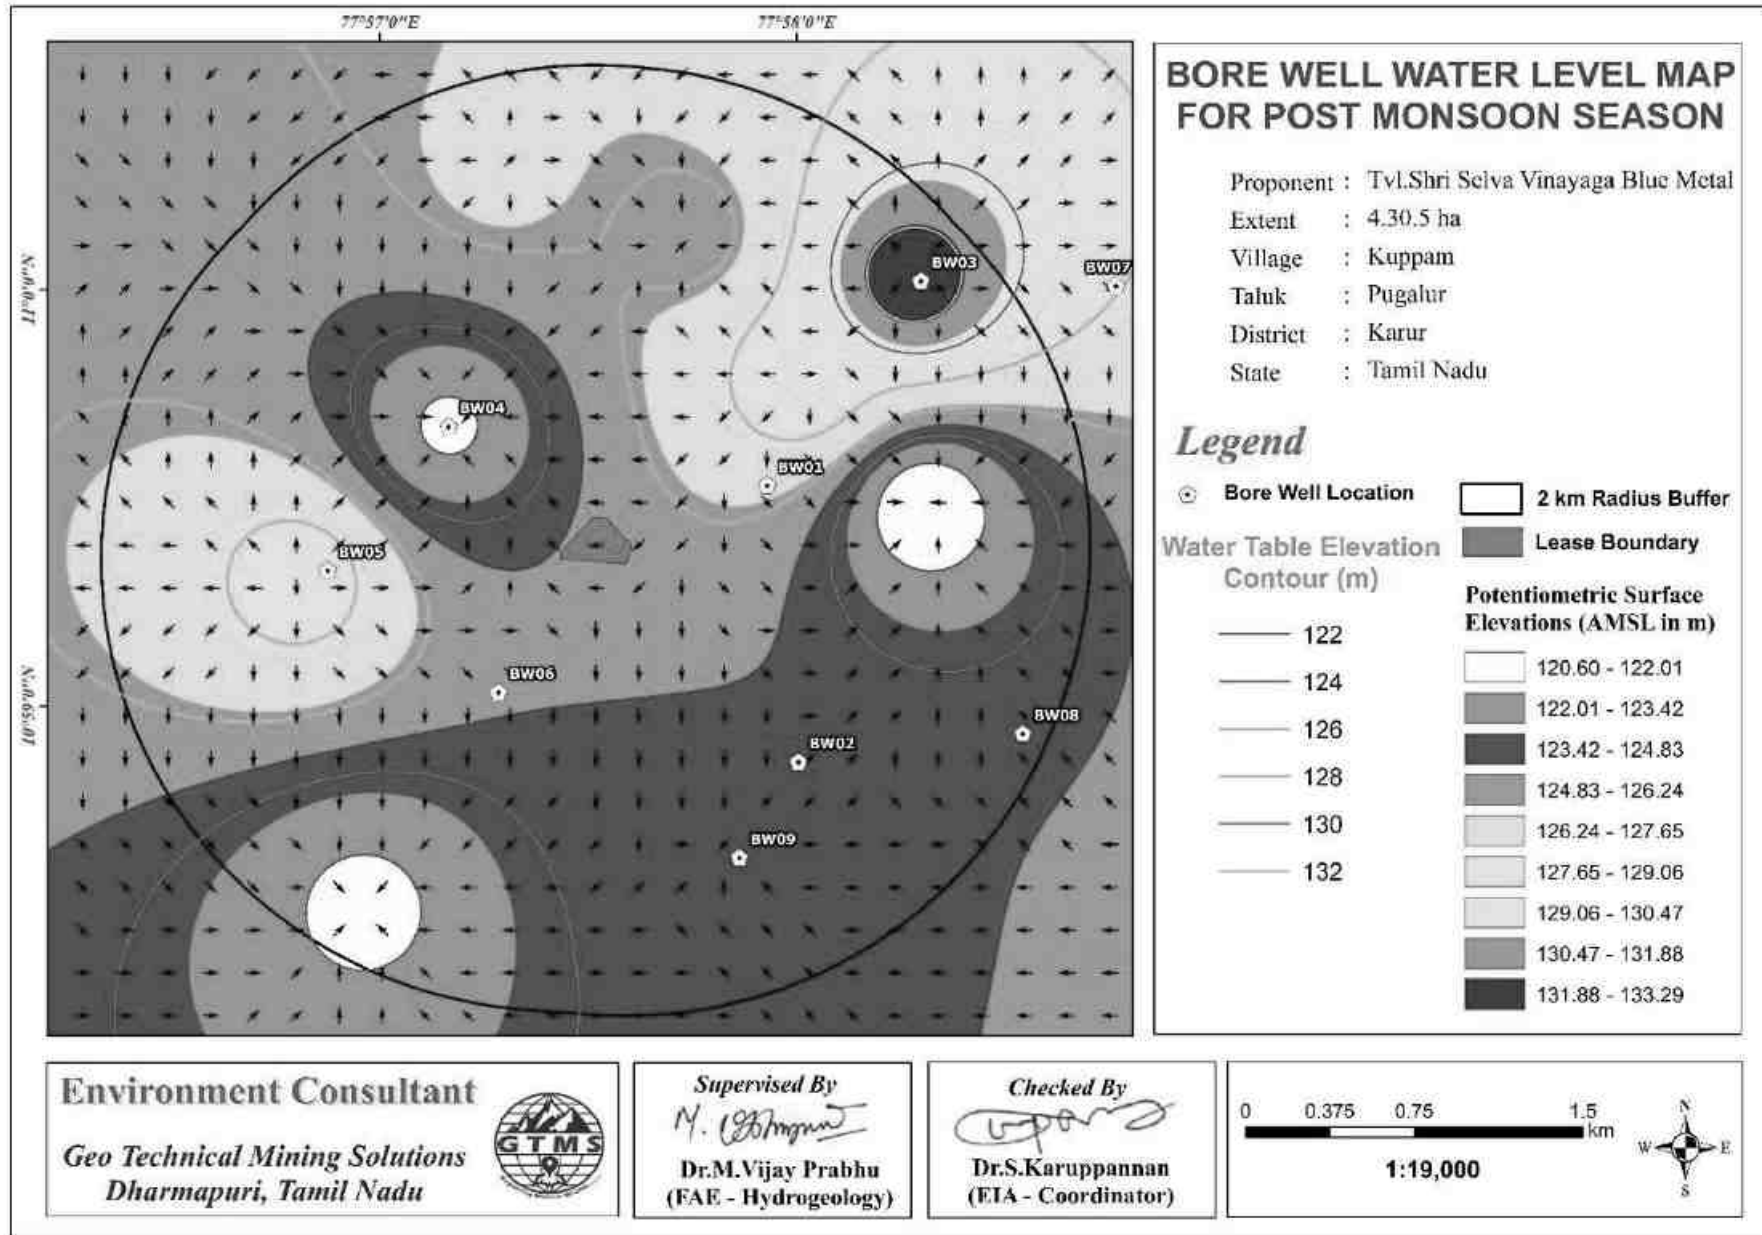 77°57'0"E
77°58'0"E
11°0'0"N
10°59'0"N
BW03
BW07
BW04
BW01
BW05
BW06
BW08
BW02
BW09
BORE WELL WATER LEVEL MAP
FOR POST MONSOON SEASON
Proponent : Tvl.Shri Selva Vinayaga Blue Metal
Extent : 4.30.5 ha
Village : Kuppam
Taluk : Pugalur
District : Karur
State : Tamil Nadu
Legend
Bore Well Location
2 km Radius Buffer
Lease Boundary
Water Table Elevation
Contour (m)
122
124
126
128
130
132
Potentiometric Surface
Elevations (AMSL in m)
120.60 - 122.01
122.01 - 123.42
123.42 - 124.83
124.83 - 126.24
126.24 - 127.65
127.65 - 129.06
129.06 - 130.47
130.47 - 131.88
131.88 - 133.29
Environment Consultant
Geo Technical Mining Solutions
Dharmapuri, Tamil Nadu
GTMS
Supervised By
Dr.M.Vijay Prabhu
(FAE - Hydrogeology)
Checked By
Dr.S.Karuppannan
(EIA - Coordinator)
0 0.375 0.75 1.5
km
1:19,000
N
W E
S